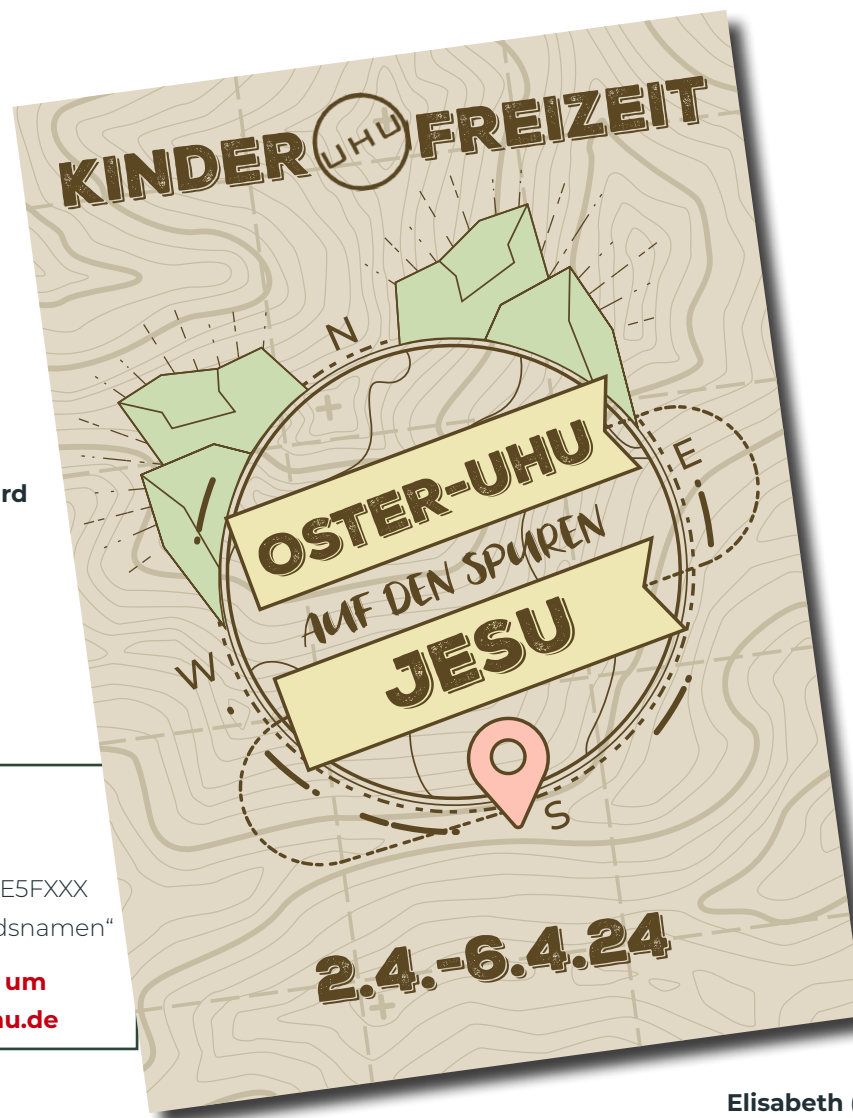 KINDER UHU FREIZEIT
N
E
OSTER-UHU
AUF DEN SPUREN
JESU
W
S
2.4.-6.4.24
rd
E5FXXX
dsnamen“
um
u.de
Elisabeth